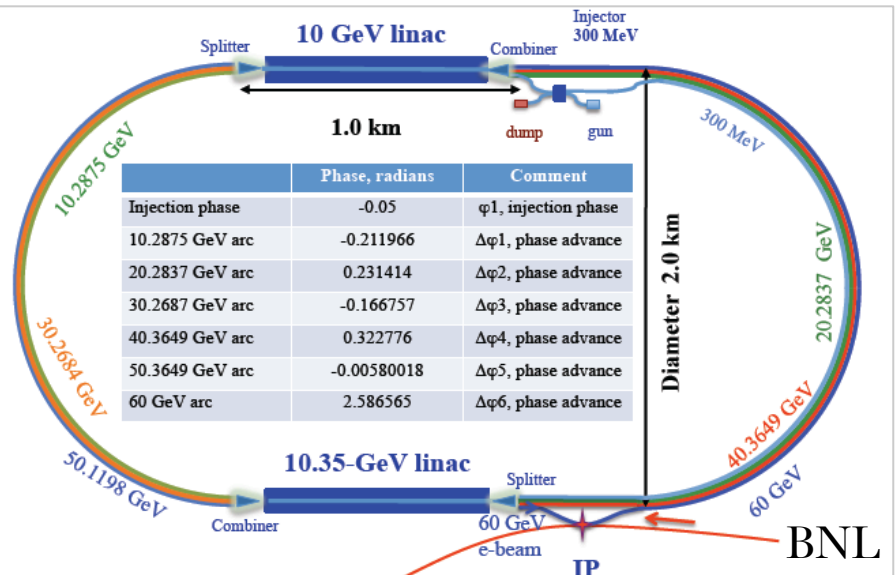 Injector
300 MeV
10 GeV linac
Splitter
Combiner
1.0 km
dump
gun
300 MeV
10.2875 GeV
Phase, radians Comment
Injection phase -0.05 φ1, injection phase
10.2875 GeV arc -0.211966 Δφ1, phase advance
20.2837 GeV arc 0.231414 Δφ2, phase advance
30.2687 GeV arc -0.166757 Δφ3, phase advance
40.3649 GeV arc 0.322776 Δφ4, phase advance
50.3649 GeV arc -0.00580018 Δφ5, phase advance
60 GeV arc 2.586565 Δφ6, phase advance
Diameter 2.0 km
20.2837 GeV
30.2684 GeV
40.3649 GeV
50.1198 GeV
60 GeV
10.35-GeV linac
Splitter
Combiner
60 GeV
e-beam
IP
BNL